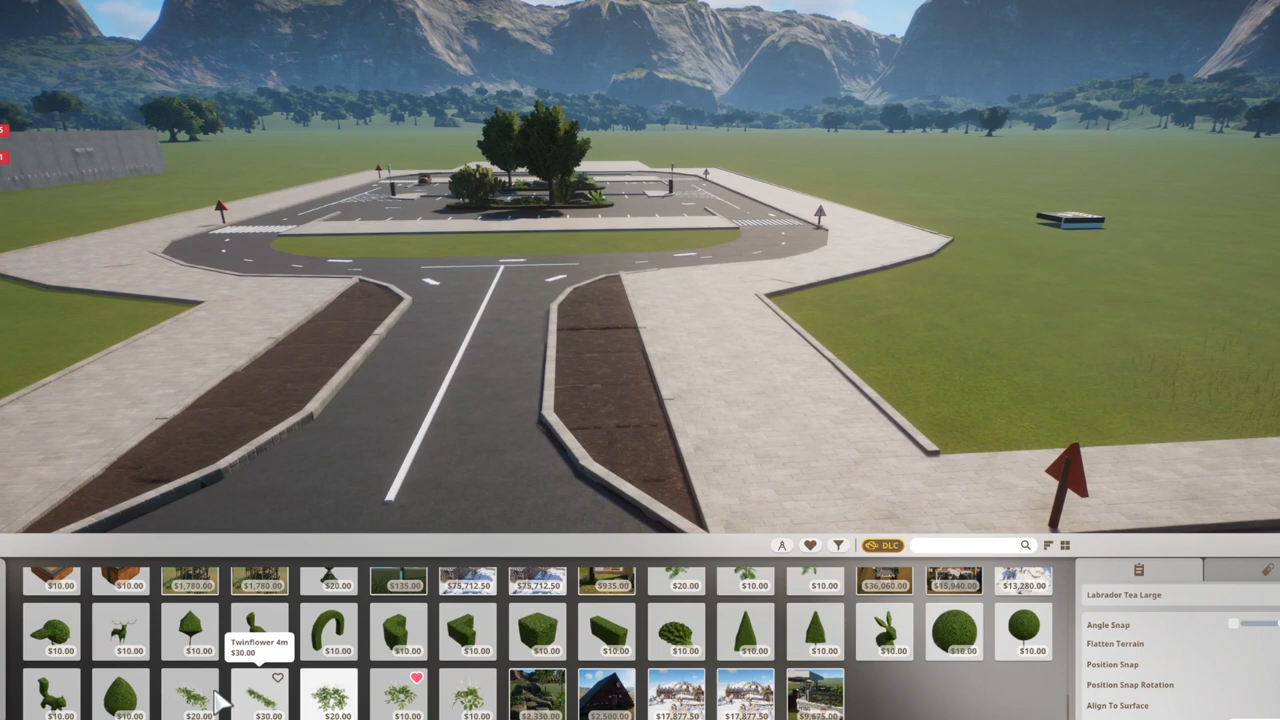 5
1
DLC
$10.00 $10.00 $1,780.00 $1,780.00 $20.00 $135.00 $75,712.50 $75,712.50 $935.00 $20.00 $10.00 $10.00 $36,060.00 $15,940.00 $13,280.00
Labrador Tea Large
Angle Snap
Flatten Terrain
Position Snap
Position Snap Rotation
Align To Surface
$10.00 $10.00 $10.00 $10.00 $10.00 $10.00 $10.00 $10.00 $10.00 $10.00 $10.00 $10.00 $10.00 $10.00
Twinflower 4m
$30.00
$10.00 $10.00 $20.00 $30.00 $20.00 $10.00 $10.00 $2,330.00 $2,500.00 $17,877.50 $17,877.50 $9,675.00